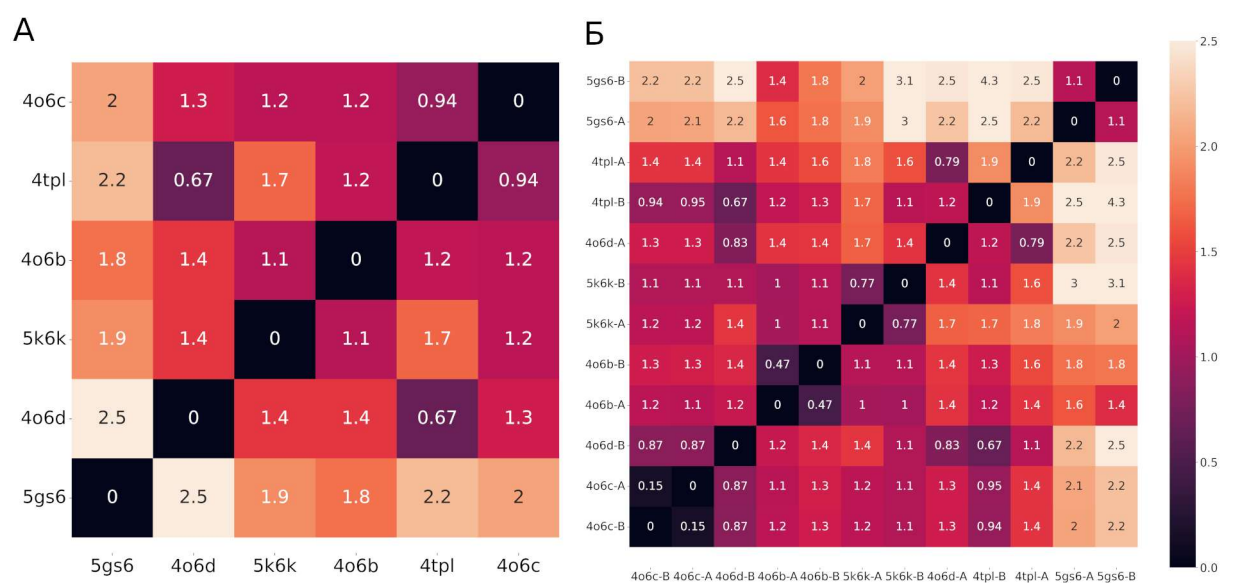 А
4o6c 2 1.3 1.2 1.2 0.94 0
4tpl 2.2 0.67 1.7 1.2 0 0.94
4o6b 1.8 1.4 1.1 0 1.2 1.2
5k6k 1.9 1.4 0 1.1 1.7 1.2
4o6d 2.5 0 1.4 1.4 0.67 1.3
5gs6 0 2.5 1.9 1.8 2.2 2
5gs6 4o6d 5k6k 4o6b 4tpl 4o6c
Б
5gs6-B 2.2 2.2 2.5 1.4 1.8 2 3.1 2.5 4.3 2.5 1.1 0
5gs6-A 2 2.1 2.2 1.6 1.8 1.9 3 2.2 2.5 2.2 0 1.1
4tpl-A 1.4 1.4 1.1 1.4 1.6 1.8 1.6 0.79 1.9 0 2.2 2.5
4tpl-B 0.94 0.95 0.67 1.2 1.3 1.7 1.1 1.2 0 1.9 2.5 4.3
4o6d-A 1.3 1.3 0.83 1.4 1.4 1.7 1.4 0 1.2 0.79 2.2 2.5
5k6k-B 1.1 1.1 1.1 1 1.1 0.77 0 1.4 1.1 1.6 3 3.1
5k6k-A 1.2 1.2 1.4 1 1.1 0 0.77 1.7 1.7 1.8 1.9 2
4o6b-B 1.3 1.3 1.4 0.47 0 1.1 1.1 1.4 1.3 1.6 1.8 1.8
4o6b-A 1.2 1.1 1.2 0 0.47 1 1 1.4 1.2 1.4 1.6 1.4
4o6d-B 0.87 0.87 0 1.2 1.4 1.4 1.1 0.83 0.67 1.1 2.2 2.5
4o6c-A 0.15 0 0.87 1.1 1.3 1.2 1.1 1.3 0.95 1.4 2.1 2.2
4o6c-B 0 0.15 0.87 1.2 1.3 1.2 1.1 1.3 0.94 1.4 2 2.2
4o6c-B 4o6c-A 4o6d-B 4o6b-A 4o6b-B 5k6k-A 5k6k-B 4o6d-A 4tpl-B 4tpl-A 5gs6-A 5gs6-B
2.5
2.0
1.5
1.0
0.5
0.0